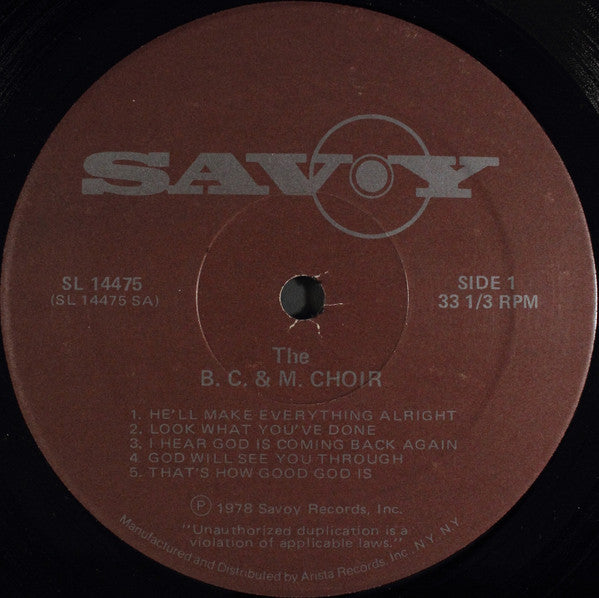 SAVOY
SL 14475
(SL 14475 SA)
SIDE 1
33 1/3 RPM
The
B. C. & M. CHOIR
1. HE'LL MAKE EVERYTHING ALRIGHT
2. LOOK WHAT YOU'VE DONE
3. I HEAR GOD IS COMING BACK AGAIN
4. GOD WILL SEE YOU THROUGH
5. THAT'S HOW GOOD GOD IS
Ⓟ 1978 Savoy Records, Inc.
"Unauthorized duplication is a
violation of applicable laws."
Manufactured and Distributed by Arista Records, Inc. N.Y. N.Y.